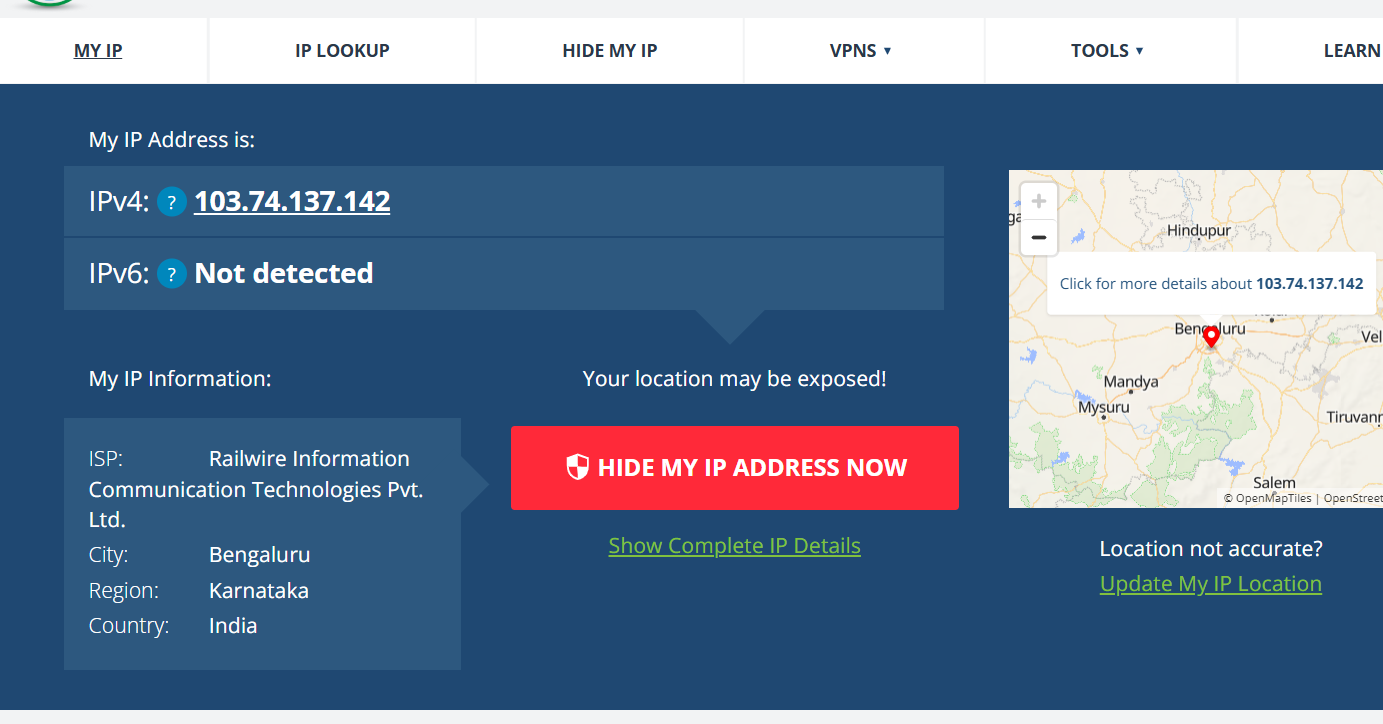 MY IP
IP LOOKUP
HIDE MY IP
VPNS ▼
TOOLS ▼
LEARN
My IP Address is:
IPv4: ? 103.74.137.142
IPv6: ? Not detected
My IP Information:
ISP: Railwire Information
Communication Technologies Pvt.
Ltd.
City: Bengaluru
Region: Karnataka
Country: India
Your location may be exposed!
HIDE MY IP ADDRESS NOW
Show Complete IP Details
+
−
Hindupur
Click for more details about 103.74.137.142
Bengaluru
Vel
Mandya
Mysuru
Tiruvann
Salem
© OpenMapTiles | OpenStreet
Location not accurate?
Update My IP Location